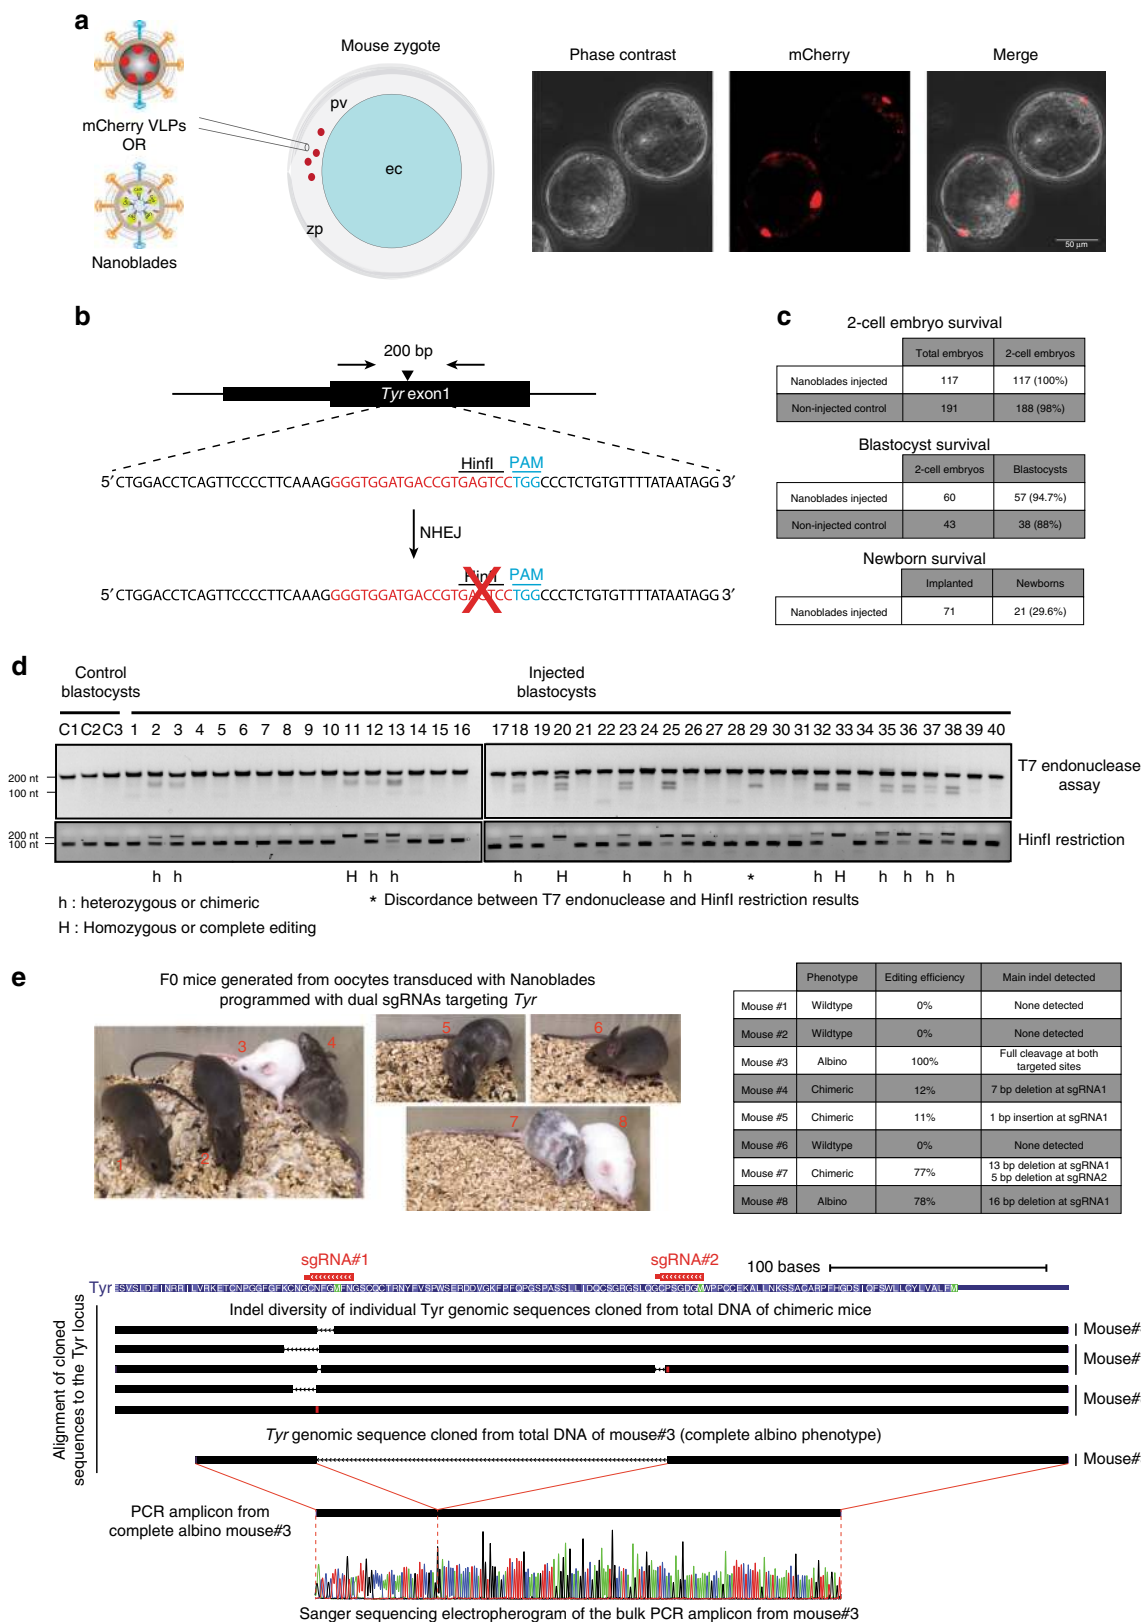 a
mCherry VLPs
OR
Nanoblades
Mouse zygote
pv
ec
zp
Phase contrast
mCherry
Merge
50 µm
b
200 bp
Tyr exon1
HinfI
PAM
5′CTGGACCTCAGTTCCCCTTCAAAGGGGTGGATGACCGTGAGTCCTGGCCCTCTGTGTTTTATAATAGG 3′
NHEJ
HinfI
PAM
5′CTGGACCTCAGTTCCCCTTCAAAGGGGTGGATGACCGTGAGTCCTGGCCCTCTGTGTTTTATAATAGG 3′
c
2-cell embryo survival
Total embryos 2-cell embryos
Nanoblades injected 117 117 (100%)
Non-injected control 191 188 (98%)
Blastocyst survival
2-cell embryos Blastocysts
Nanoblades injected 60 57 (94.7%)
Non-injected control 43 38 (88%)
Newborn survival
Implanted Newborns
Nanoblades injected 71 21 (29.6%)
d
Control
blastocysts
Injected
blastocysts
C1 C2 C3 1 2 3 4 5 6 7 8 9 10 11 12 13 14 15 16 17 18 19 20 21 22 23 24 25 26 27 28 29 30 31 32 33 34 35 36 37 38 39 40
200 nt
100 nt
T7 endonuclease
assay
200 nt
100 nt
HinfI restriction
h h H h h h H h h h * h H h h h h
h : heterozygous or chimeric
* Discordance between T7 endonuclease and HinfI restriction results
H : Homozygous or complete editing
e
F0 mice generated from oocytes transduced with Nanoblades
programmed with dual sgRNAs targeting Tyr
1
2
3
4
5
6
7
8
Phenotype Editing efficiency Main indel detected
Mouse #1 Wildtype 0% None detected
Mouse #2 Wildtype 0% None detected
Mouse #3 Albino 100% Full cleavage at both targeted sites
Mouse #4 Chimeric 12% 7 bp deletion at sgRNA1
Mouse #5 Chimeric 11% 1 bp insertion at sgRNA1
Mouse #6 Wildtype 0% None detected
Mouse #7 Chimeric 77% 13 bp deletion at sgRNA1 5 bp deletion at sgRNA2
Mouse #8 Albino 78% 16 bp deletion at sgRNA1
sgRNA#1
sgRNA#2
100 bases
Tyr
Indel diversity of individual Tyr genomic sequences cloned from total DNA of chimeric mice
Alignment of cloned
sequences to the Tyr locus
Mouse#
Mouse#
Mouse#
Tyr genomic sequence cloned from total DNA of mouse#3 (complete albino phenotype)
Mouse#
PCR amplicon from
complete albino mouse#3
Sanger sequencing electropherogram of the bulk PCR amplicon from mouse#3